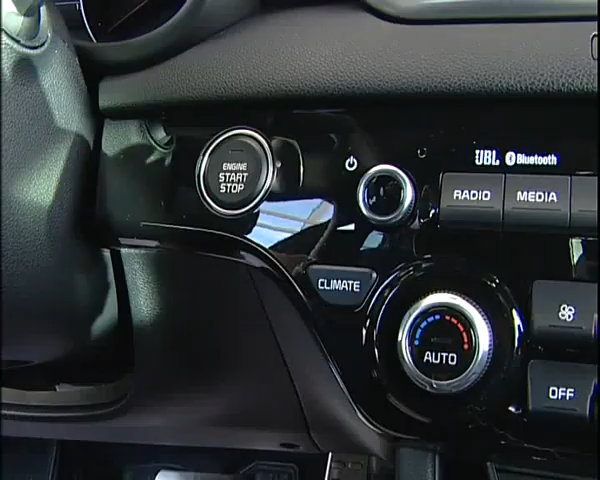 ENGINE
START
STOP
JBL Bluetooth
RADIO MEDIA
CLIMATE
AUTO
OFF